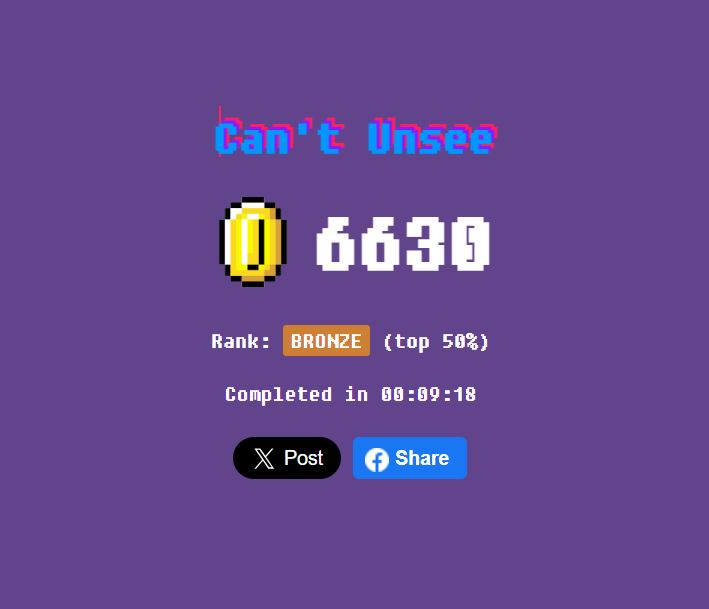 Can't Unsee
6630
Rank: BRONZE (top 50%)
Completed in 00:09:18
Post
Share